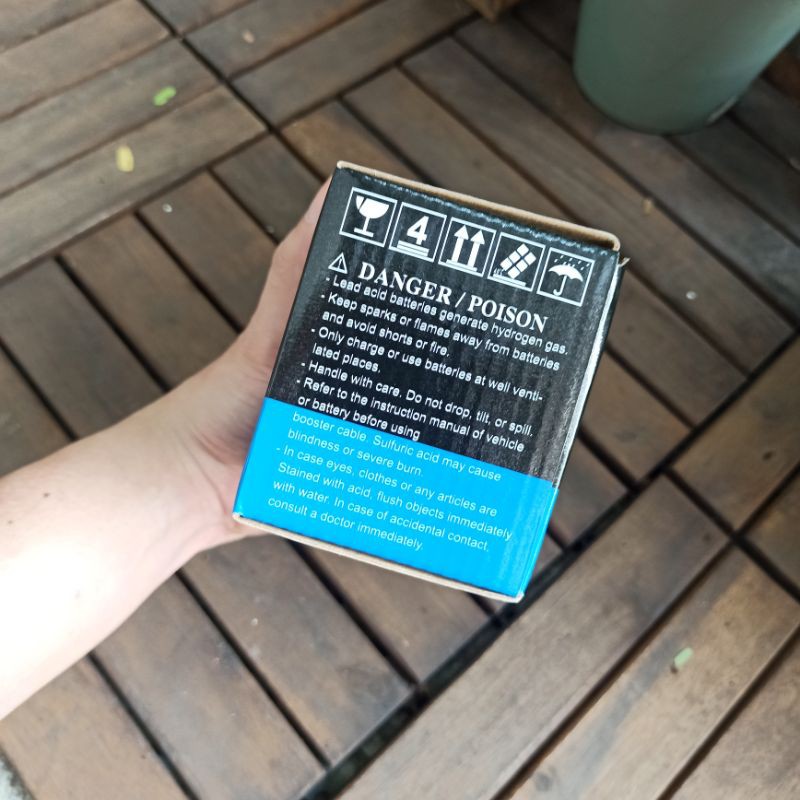 4
DANGER / POISON
- Lead acid batteries generate hydrogen gas.
- Keep sparks or flames away from batteries
and avoid shorts or fire.
- Only charge or use batteries at well venti-
lated places.
- Handle with care. Do not drop, tilt, or spill.
- Refer to the instruction manual of vehicle
or battery before using
booster cable. Sulfuric acid may cause
blindness or severe burn.
- In case eyes, clothes or any articles are
Stained with acid, flush objects immediately
with water. In case of accidental contact,
consult a doctor immediately.